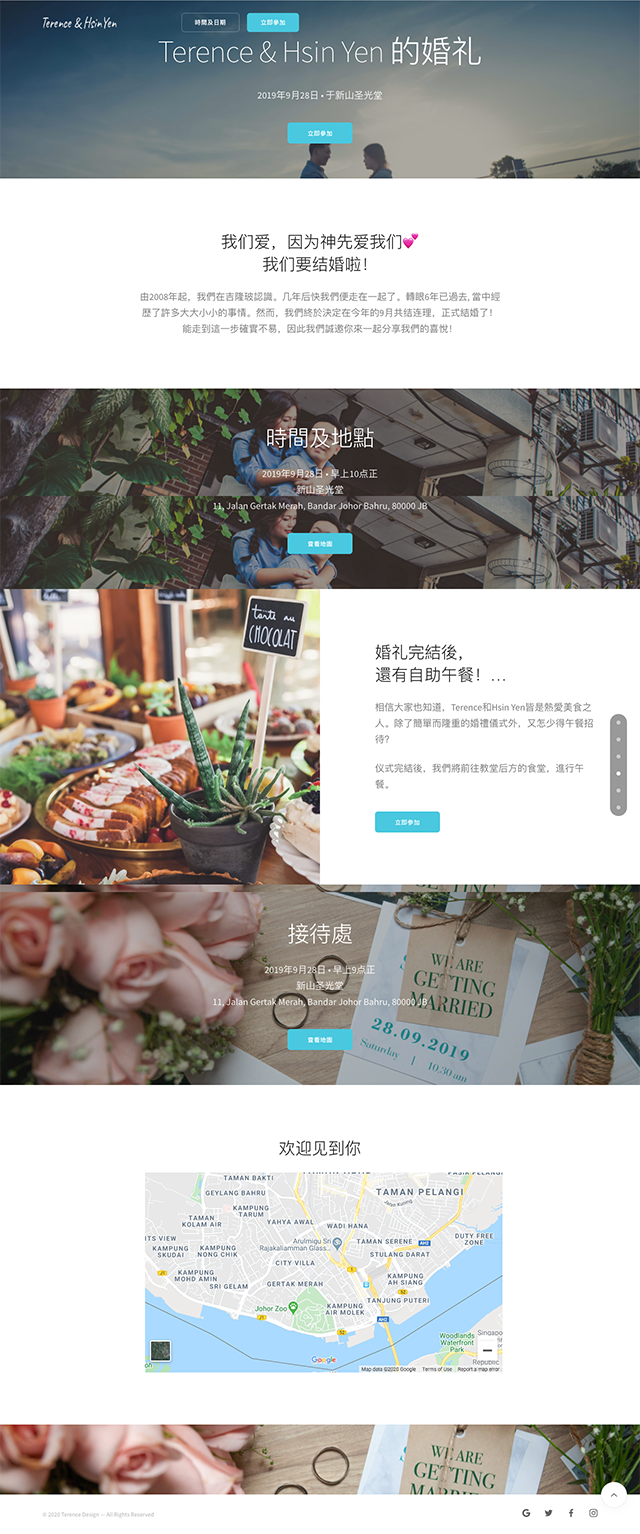 Terence & HsinYen
時間及日期
立即參加
Terence & Hsin Yen 的婚礼
2019年9月28日 • 于新山圣光堂
立即參加
我们爱，因为神先爱我们💕
我们要结婚啦！
由2008年起，我們在吉隆玻認識。几年后快我們便走在一起了。轉眼6年已過去, 當中經
歷了許多大大小小的事情。然而，我們終於決定在今年的9月共结连理，正式結婚了！
能走到這一步確實不易，因此我們誠邀你來一起分享我們的喜悅！
時間及地點
2019年9月28日 • 早上10点正
新山圣光堂
11, Jalan Gertak Merah, Bandar Johor Bahru, 80000 JB
查看地圖
tarte au
CHOCOLAT
婚礼完結後，
還有自助午餐！…
相信大家也知道，Terence和Hsin Yen皆是熱愛美食之
人。除了簡單而隆重的婚禮儀式外，又怎少得午餐招
待？
仪式完結後，我們將前往教堂后方的食堂，進行午
餐。
立即參加
接待處
2019年9月28日 • 早上9点正
新山圣光堂
11, Jalan Gertak Merah, Bandar Johor Bahru, 80000 JB
查看地圖
WE ARE
GETTING
MARRIED
28.09.2019
Saturday | 10.30 am
欢迎见到你
TAMAN BAKTI
GEYLANG BAHRU
TAMAN PELANGI
Jalan Kuning
KAMPUNG
TARUM
TAMAN
KOLAM AIR
YAHYA AWAL
WADI HANA
DUTY FREE
ZONE
ITS VIEW
KAMPUNG
SKUDAI
KAMPUNG
NONG CHIK
Arulmigu Sri
Rajakaliamman Glass...
TAMAN SERENE
AH2
STULANG DARAT
CITY VILLA
J1
KAMPUNG
MOHD AMIN
SRI GELAM
GERTAK MERAH
1
KAMPUNG
AH SIANG
52
TANJUNG PUTERI
Johor Zoo
KAMPUNG
AIR MOLEK
J1
52
AH2
Woodlands
Waterfront
Park
Google
Map data ©2020 Google
Terms of Use
Report a map error
WE ARE
GETTING
MARRIED
© 2020 Terence Design — All Rights Reserved